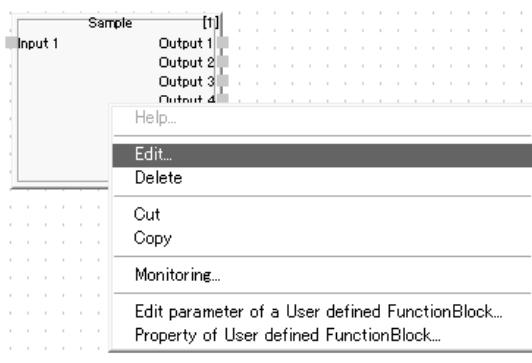 Sample [1]
Input 1 Output 1
Output 2
Output 3
Output 4
Help...
Edit...
Delete
Cut
Copy
Monitoring...
Edit parameter of a User defined FunctionBlock...
Property of User defined FunctionBlock...